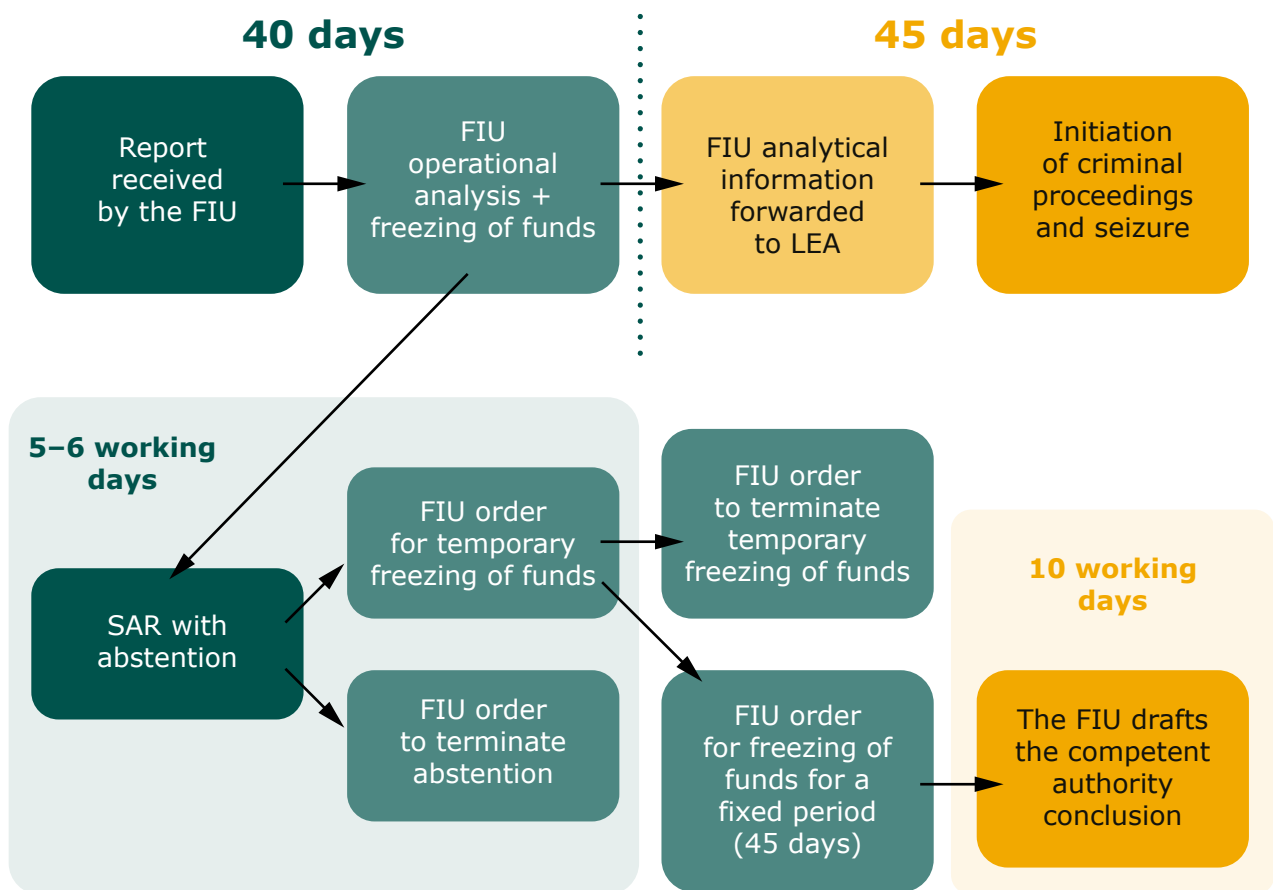 40 days
45 days
Report
received
by the FIU
FIU
operational
analysis +
freezing of funds
FIU analytical
information
forwarded
to LEA
Initiation
of criminal
proceedings
and seizure
5–6 working
days
SAR with
abstention
FIU order
for temporary
freezing of funds
FIU order
to terminate
abstention
FIU order
to terminate
temporary
freezing of funds
FIU order
for freezing of
funds for a
fixed period
(45 days)
10 working
days
The FIU drafts
the competent
authority
conclusion